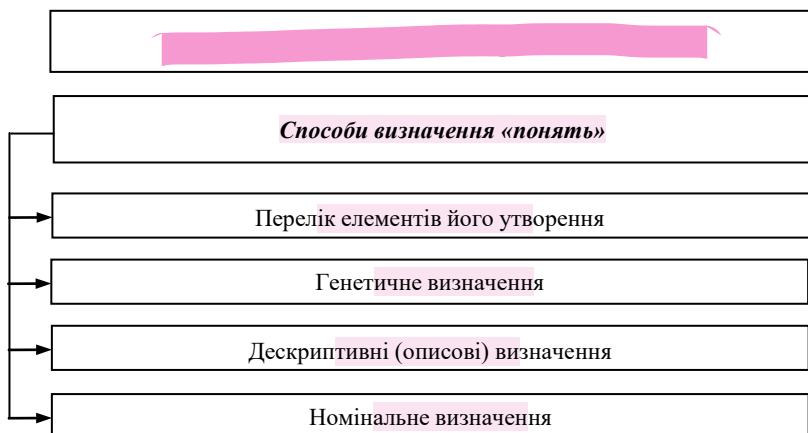 Способи визначення «понять»
Перелік елементів його утворення
Генетичне визначення
Дескриптивні (описові) визначення
Номінальне визначення